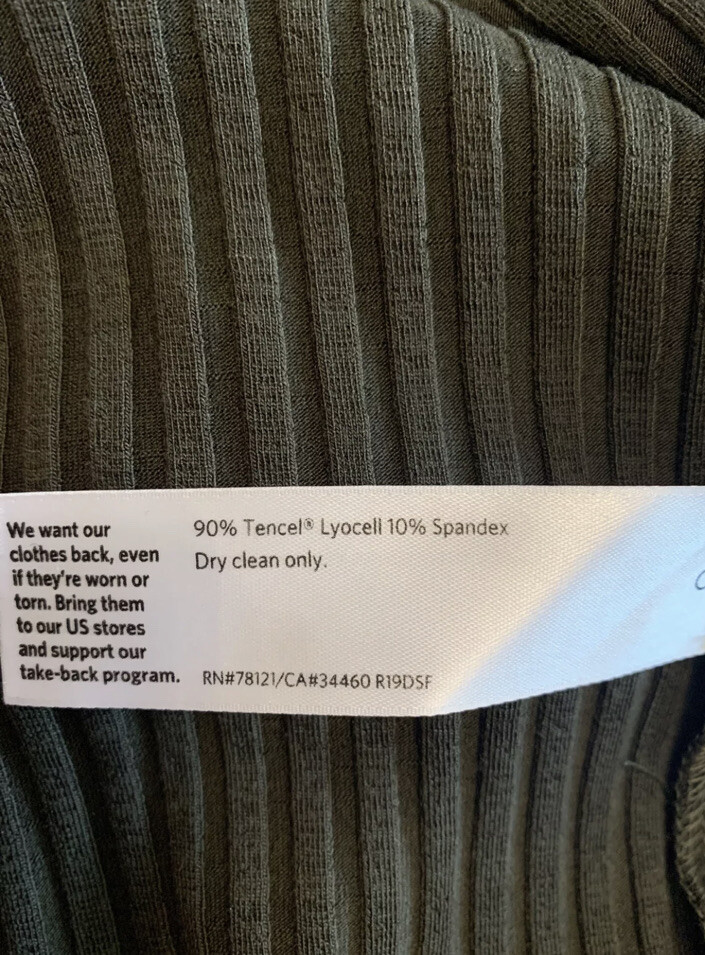 We want our
clothes back, even
if they're worn or
torn. Bring them
to our US stores
and support our
take-back program.
90% Tencel® Lyocell 10% Spandex
Dry clean only.
RN#78121/CA#34460 R19DSF